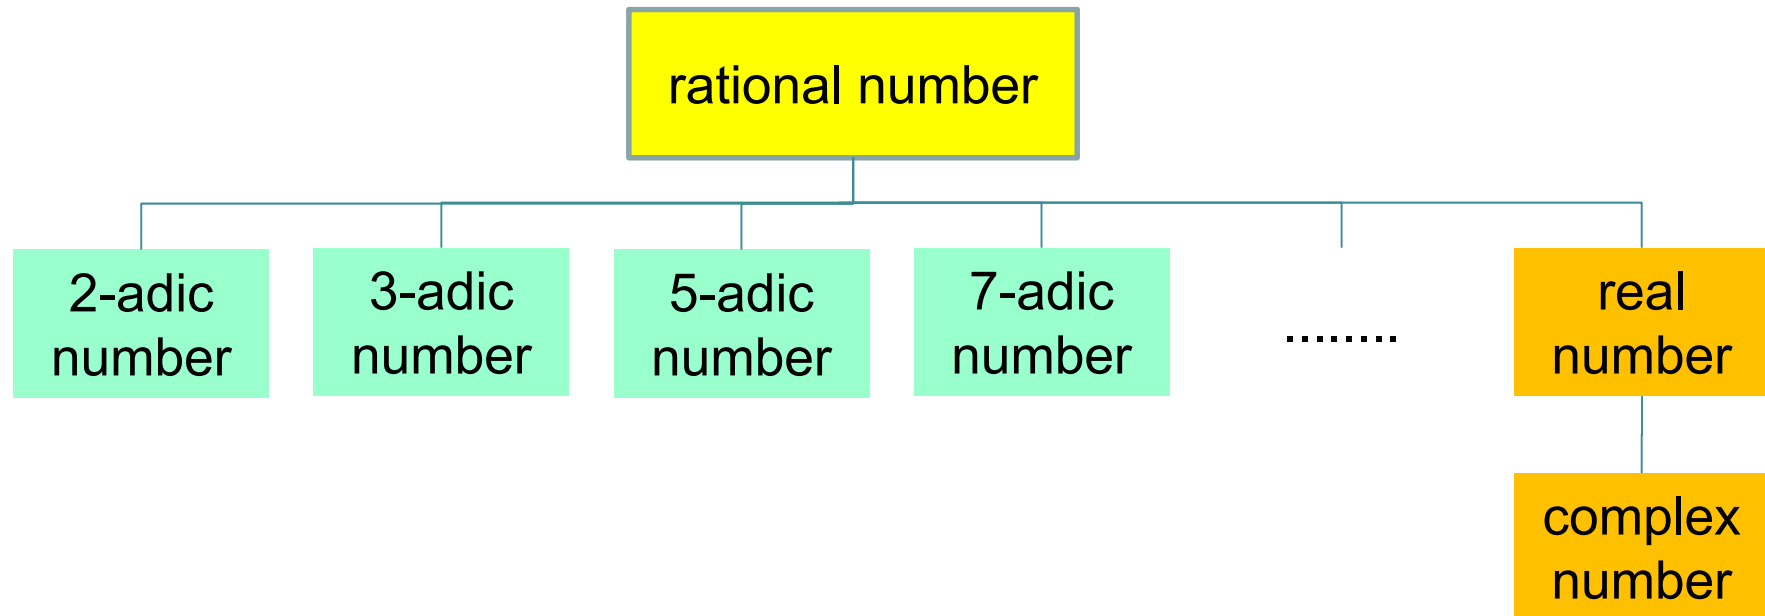 rational number
2-adic
number
3-adic
number
5-adic
number
7-adic
number
........
real
number
complex
number